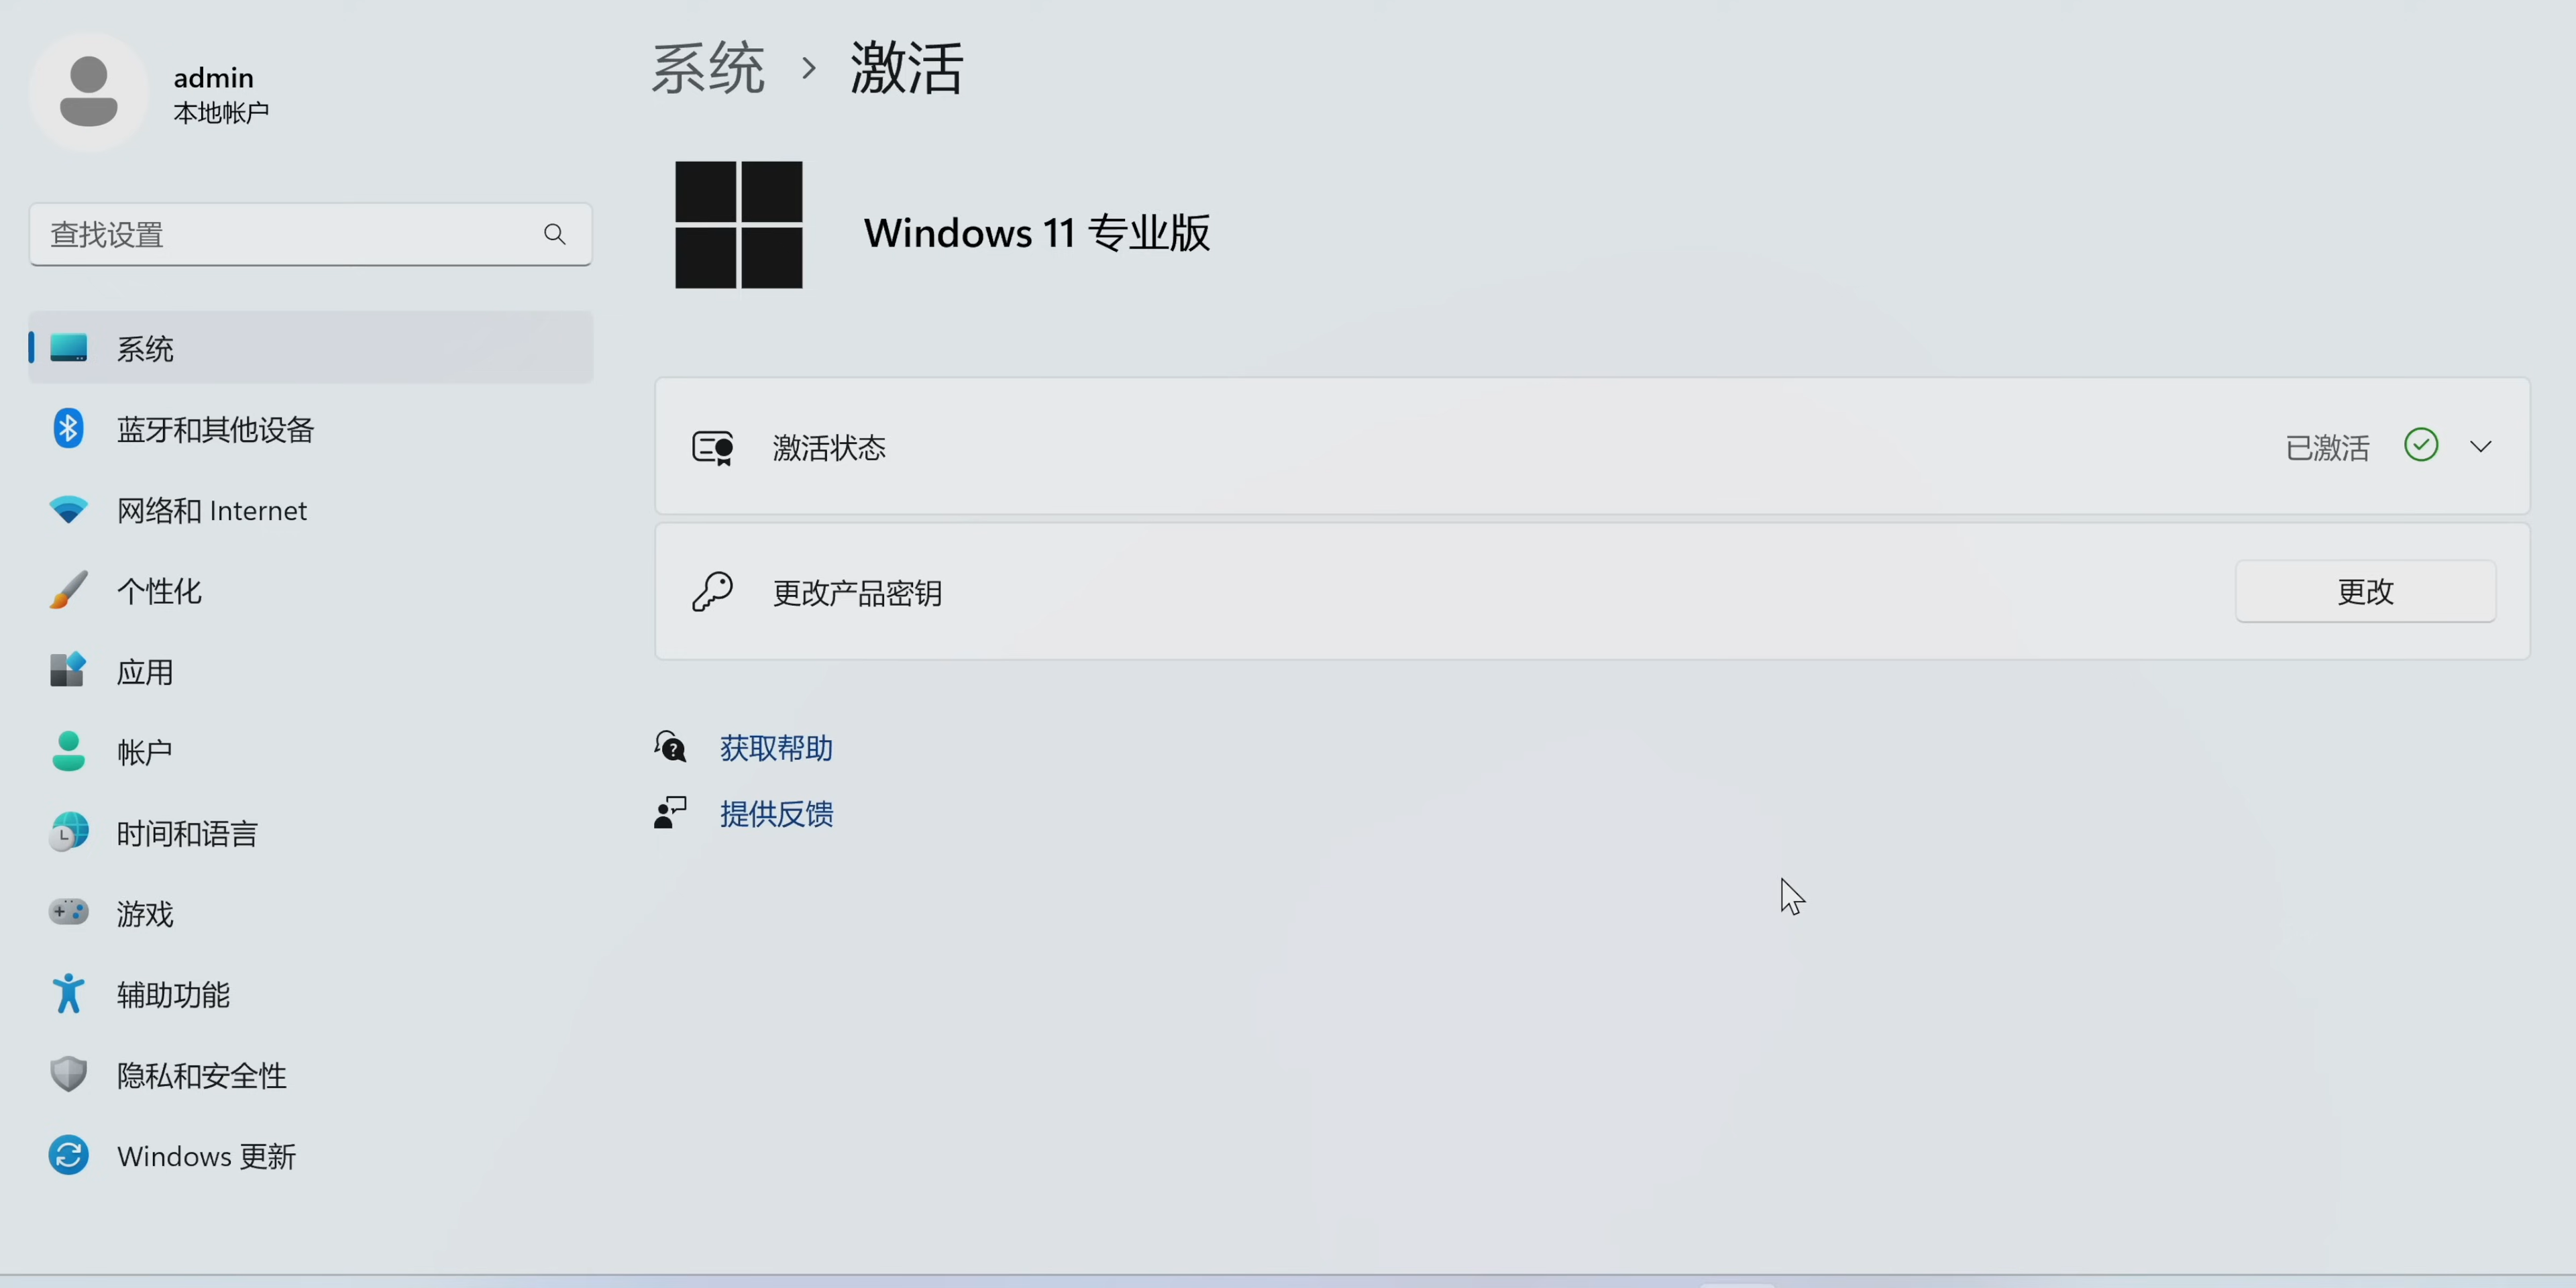 admin
本地帐户
查找设置
系统
蓝牙和其他设备
网络和 Internet
个性化
应用
帐户
时间和语言
游戏
辅助功能
隐私和安全性
Windows 更新
系统 › 激活
Windows 11 专业版
激活状态
已激活
更改产品密钥
更改
获取帮助
提供反馈